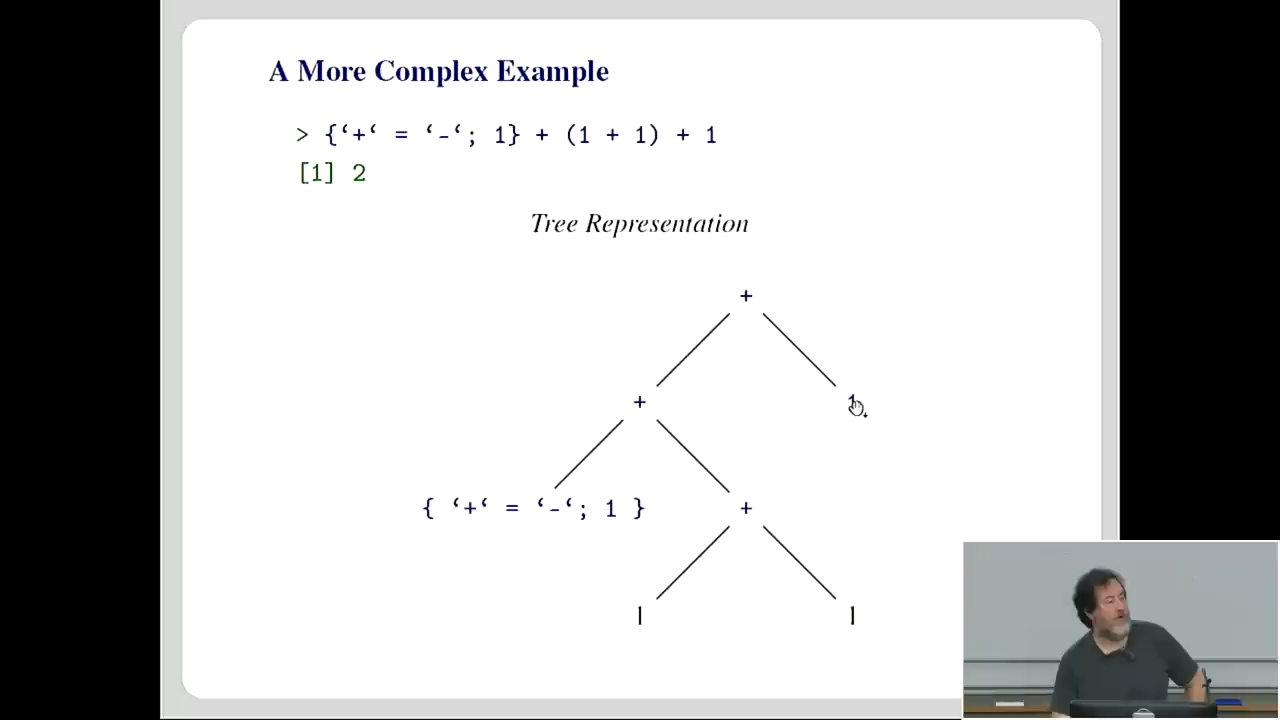 A More Complex Example
> {‘+‘ = ‘-‘; 1} + (1 + 1) + 1
[1] 2
Tree Representation
+
+ 1
{ ‘+‘ = ‘-‘; 1 } +
1 1